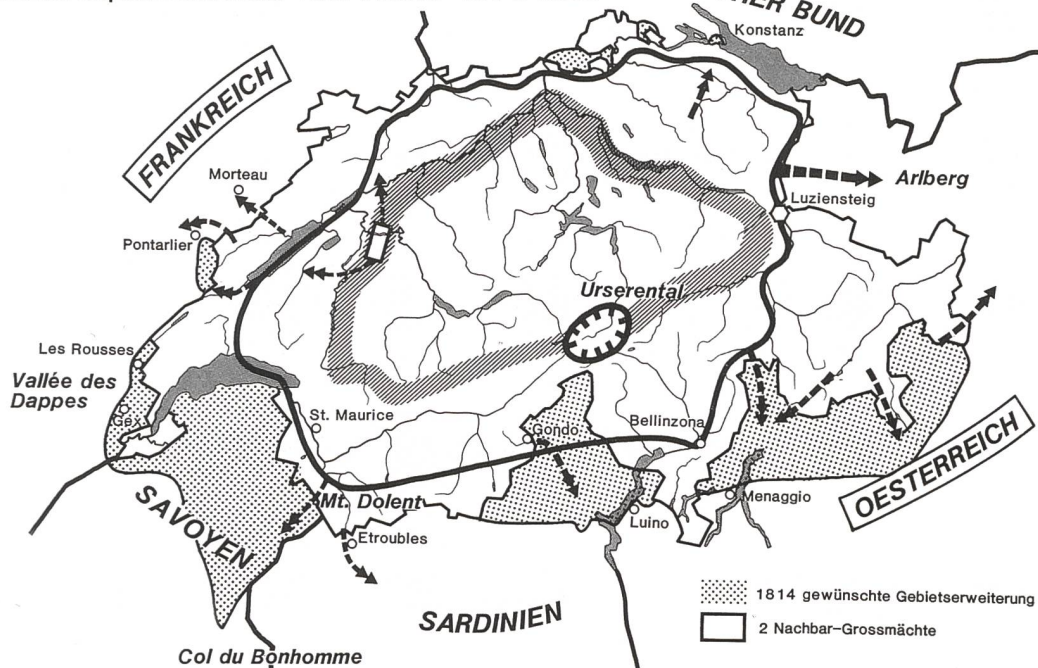 HER BUND
Konstanz
FRANKREICH
Morteau
Pontarlier
Arlberg
Luziensteig
Urserental
Les Rousses
Vallée des
Dappes
Gex
St. Maurice
Gondo
Bellinzona
Mt. Dolent
SAVOYEN
Etroubles
Luino
Menaggio
OESTERREICH
SARDINIEN
Col du Bonhomme
1814 gewünschte Gebietserweiterung
2 Nachbar-Grossmächte